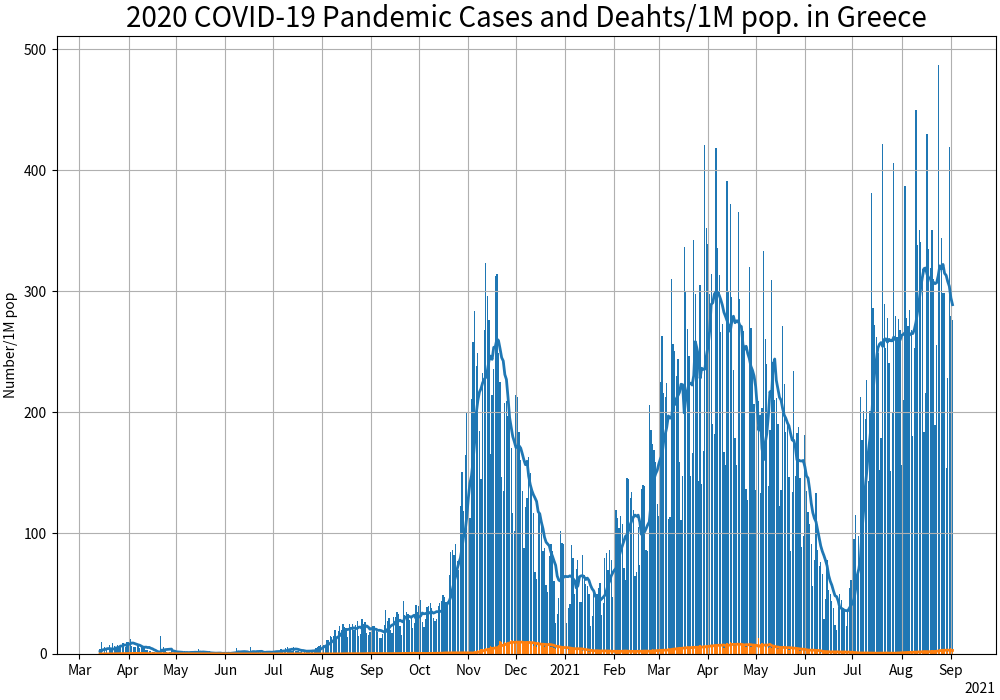 2020 COVID-19 Pandemic Cases and Deahts/1M pop. in Greece
Number/1M pop
500
400
300
200
100
0
Mar Apr May Jun Jul Aug Sep Oct Nov Dec 2021 Feb Mar Apr May Jun Jul Aug Sep
2021